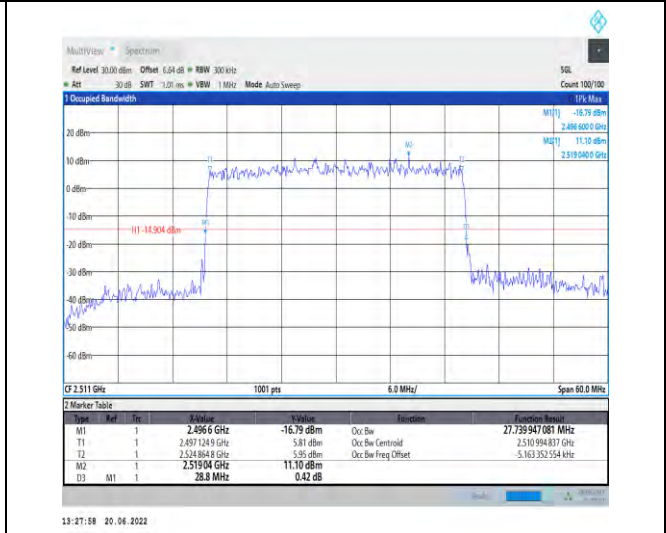 MultiView Spectrum
Ref Level 30.00 dBm Offset 6.64 dB RBW 300 kHz SGL
Att 30 dB SWT 1.01 ms VBW 1 MHz Mode Auto Sweep Count 100/100
1 Occupied Bandwidth 1Pk Max
M1[1] -16.79 dBm
2.496 600 0 GHz
M2[1] 11.10 dBm
2.519 040 0 GHz
20 dBm
M2
T1
T2
10 dBm
0 dBm
-10 dBm
M1
D3
H1 -14.904 dBm
-20 dBm
-30 dBm
-40 dBm
-50 dBm
-60 dBm
CF 2.511 GHz 1001 pts 6.0 MHz/ Span 60.0 MHz
2 Marker Table
Type Ref Trc X-Value Y-Value Function Function Result
M1 1 2.4966 GHz -16.79 dBm Occ Bw 27.739 947 081 MHz
T1 1 2.497 124 9 GHz 5.81 dBm Occ Bw Centroid 2.510 994 837 GHz
T2 1 2.524 864 8 GHz 5.95 dBm Occ Bw Freq Offset -5.163 352 554 kHz
M2 1 2.519 04 GHz 11.10 dBm
D3 M1 1 28.8 MHz 0.42 dB
13:27:58 20.06.2022